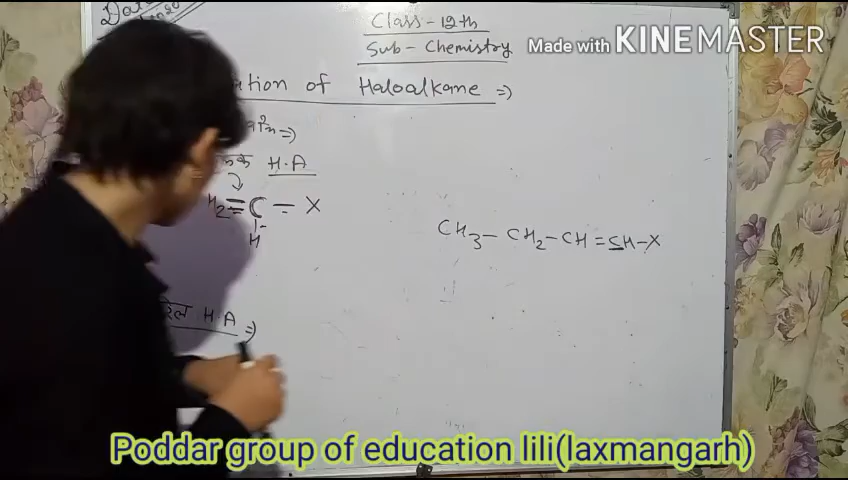 Class-12th
Sub-Chemistry
Made with KINEMASTER
of Haloalkane ⇒
H.A
H2=C-X
H
CH3-CH2-CH=CH-X
H.A ⇒
Poddar group of education lili(laxmangarh)